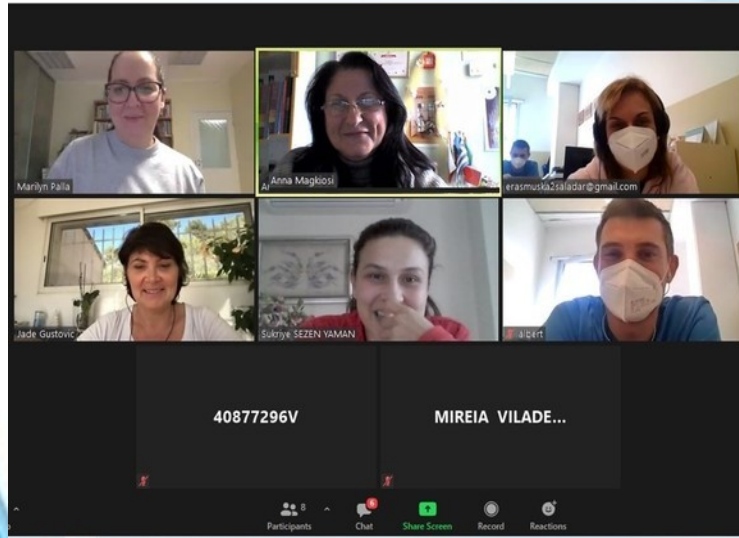 Marilyn Palla
Anna Magkiosi
erasmuska2saladar@gmail.com
Jade Gustovic
Sukriye SEZEN YAMAN
albert
40877296V
MIREIA VILADE...
8
6
Participants
Chat
Share Screen
Record
Reactions